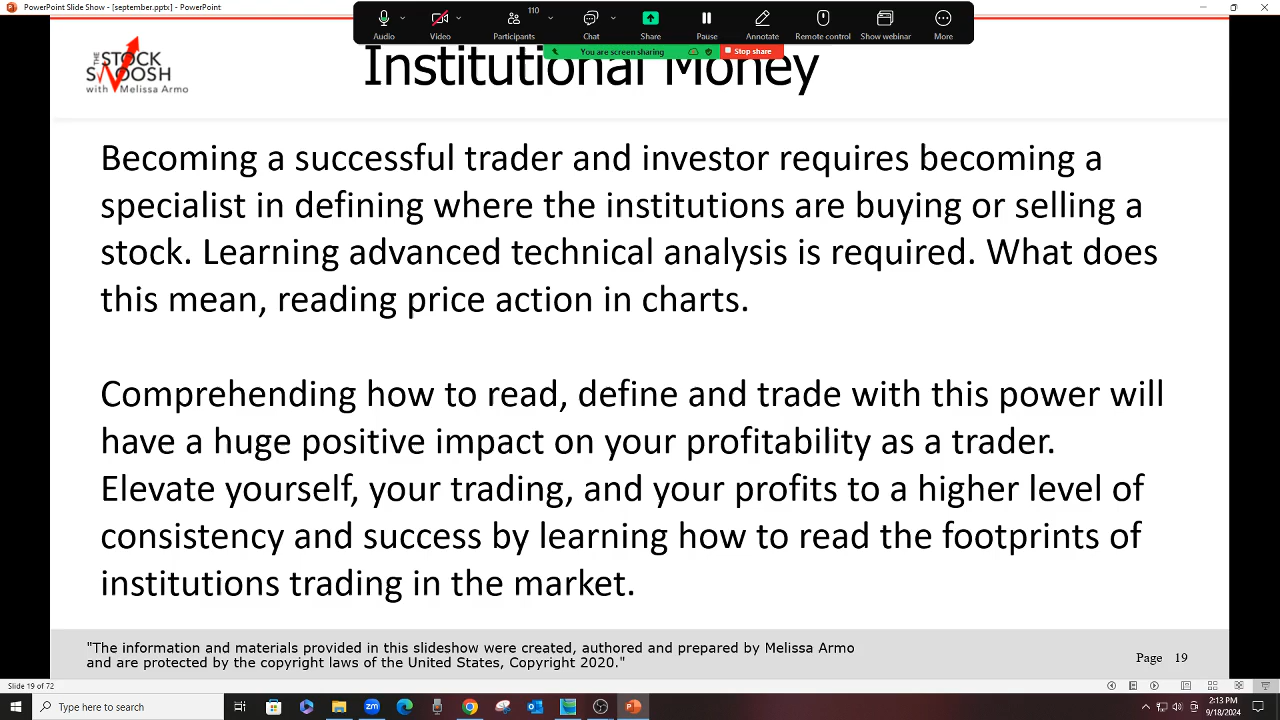 PowerPoint Slide Show - [september.pptx] - PowerPoint
Audio
Video
110
Participants
Chat
Share
Pause
Annotate
Remote control
Show webinar
More
You are screen sharing
Stop share
THE
STOCK
SWOOSH
with Melissa Armo
Institutional Money
Becoming a successful trader and investor requires becoming a
specialist in defining where the institutions are buying or selling a
stock. Learning advanced technical analysis is required. What does
this mean, reading price action in charts.
Comprehending how to read, define and trade with this power will
have a huge positive impact on your profitability as a trader.
Elevate yourself, your trading, and your profits to a higher level of
consistency and success by learning how to read the footprints of
institutions trading in the market.
"The information and materials provided in this slideshow were created, authored and prepared by Melissa Armo
and are protected by the copyright laws of the United States, Copyright 2020."
Page 19
Slide 19 of 72
Type here to search
zm
2:13 PM
9/18/2024